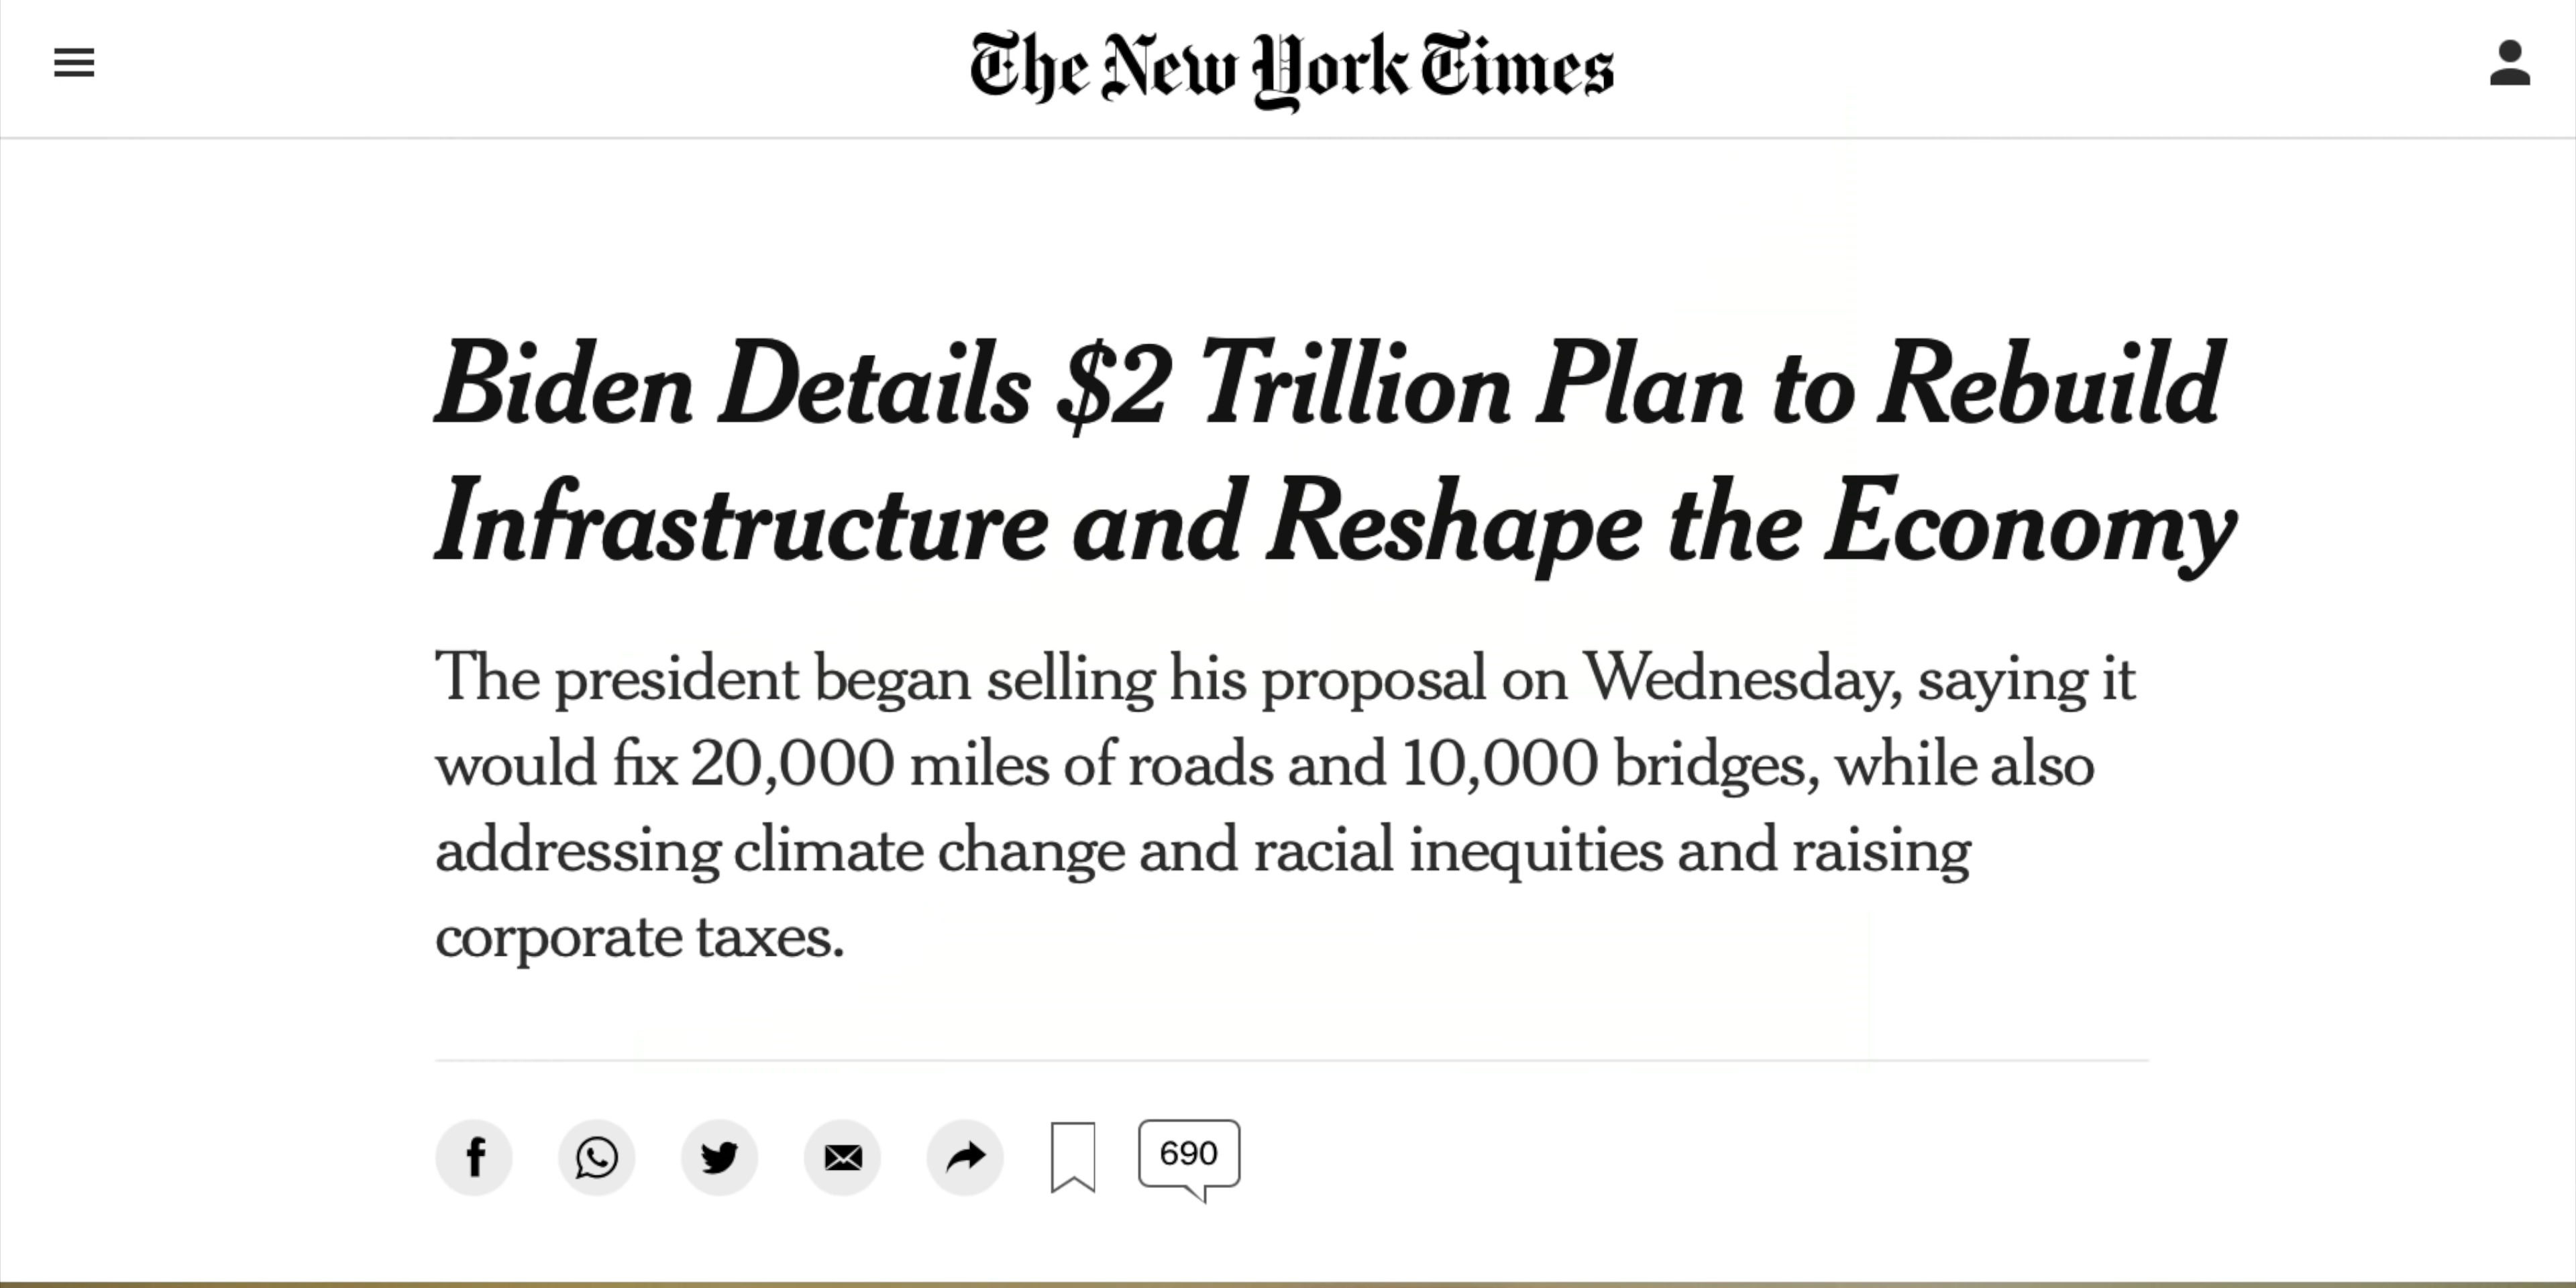 The New York Times
Biden Details $2 Trillion Plan to Rebuild
Infrastructure and Reshape the Economy
The president began selling his proposal on Wednesday, saying it
would fix 20,000 miles of roads and 10,000 bridges, while also
addressing climate change and racial inequities and raising
corporate taxes.
f
690